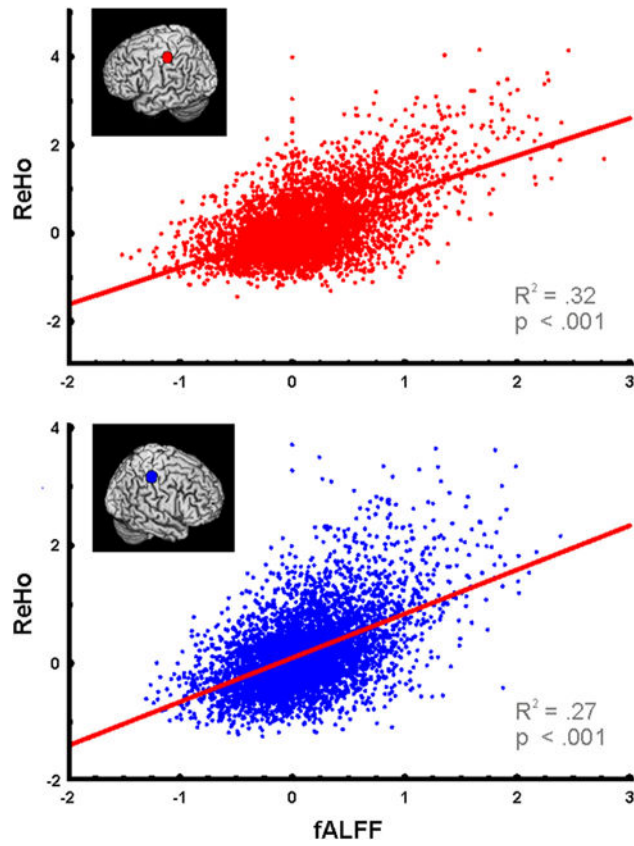 4
2
0
-2
ReHo
R² = .32
p < .001
-2 -1 0 1 2 3
4
2
0
-2
ReHo
R² = .27
p < .001
-2 -1 0 1 2 3
fALFF